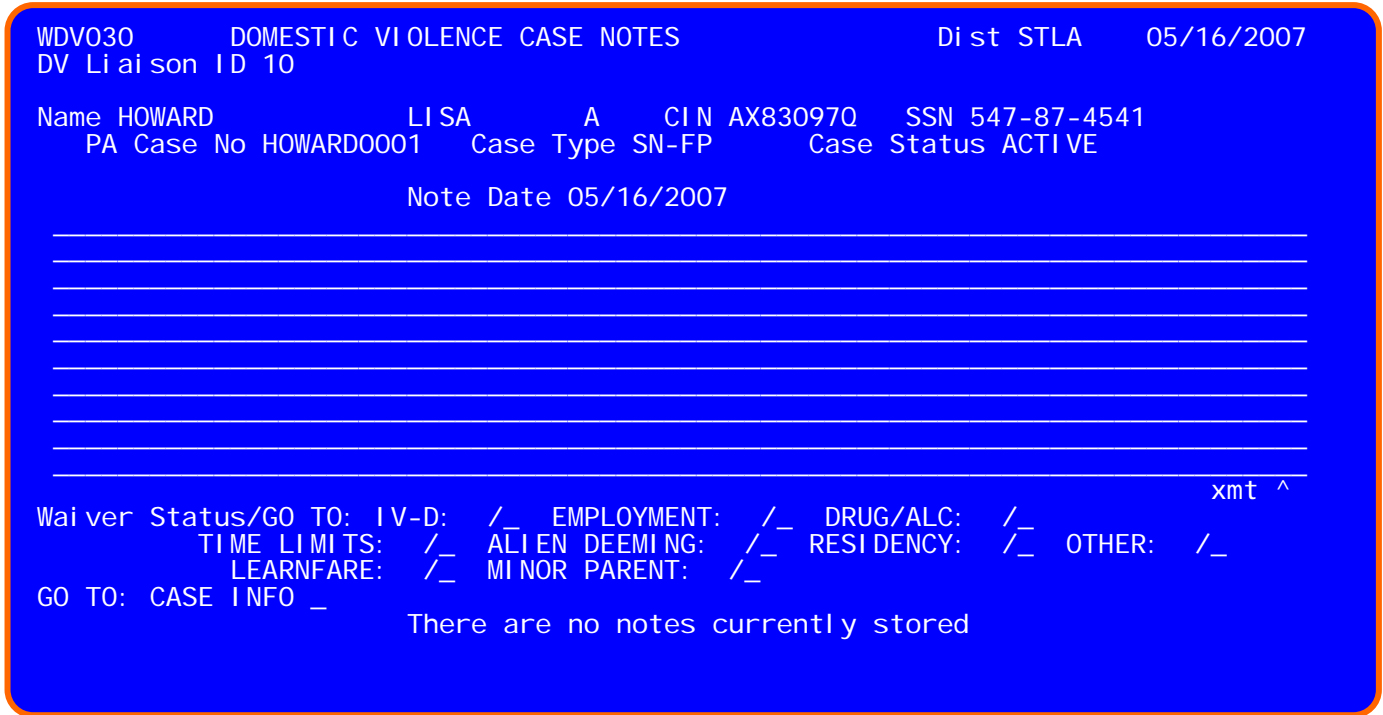 WDV030 DOMESTIC VIOLENCE CASE NOTES Dist STLA 05/16/2007
DV Liaison ID 10
Name HOWARD LISA A CIN AX83097Q SSN 547-87-4541
PA Case No HOWARD0001 Case Type SN-FP Case Status ACTIVE
Note Date 05/16/2007
xmt ^
Waiver Status/GO TO: IV-D: /_ EMPLOYMENT: /_ DRUG/ALC: /_
TIME LIMITS: /_ ALIEN DEEMING: /_ RESIDENCY: /_ OTHER: /_
LEARNFARE: /_ MINOR PARENT: /_
GO TO: CASE INFO _
There are no notes currently stored